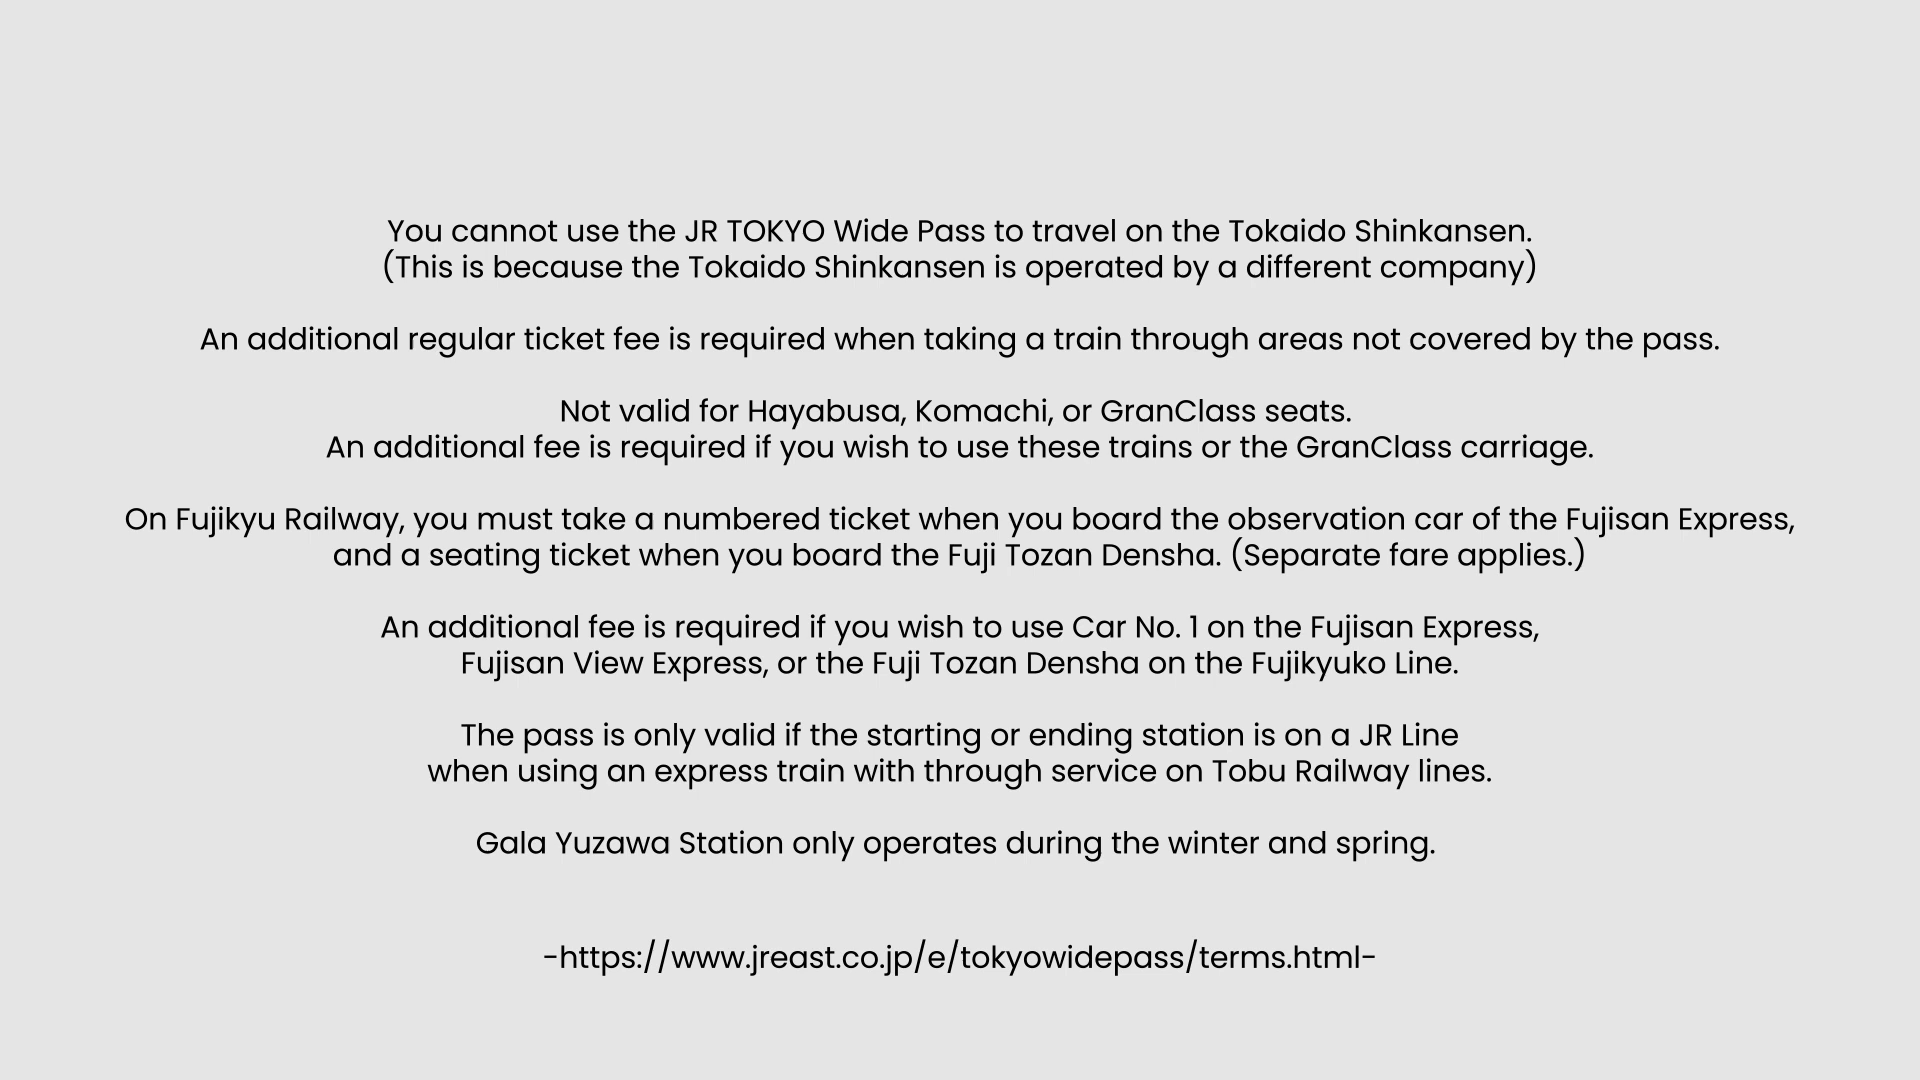 You cannot use the JR TOKYO Wide Pass to travel on the Tokaido Shinkansen.
(This is because the Tokaido Shinkansen is operated by a different company)
An additional regular ticket fee is required when taking a train through areas not covered by the pass.
Not valid for Hayabusa, Komachi, or GranClass seats.
An additional fee is required if you wish to use these trains or the GranClass carriage.
On Fujikyu Railway, you must take a numbered ticket when you board the observation car of the Fujisan Express,
and a seating ticket when you board the Fuji Tozan Densha. (Separate fare applies.)
An additional fee is required if you wish to use Car No. 1 on the Fujisan Express,
Fujisan View Express, or the Fuji Tozan Densha on the Fujikyuko Line.
The pass is only valid if the starting or ending station is on a JR Line
when using an express train with through service on Tobu Railway lines.
Gala Yuzawa Station only operates during the winter and spring.
-https://www.jreast.co.jp/e/tokyowidepass/terms.html-